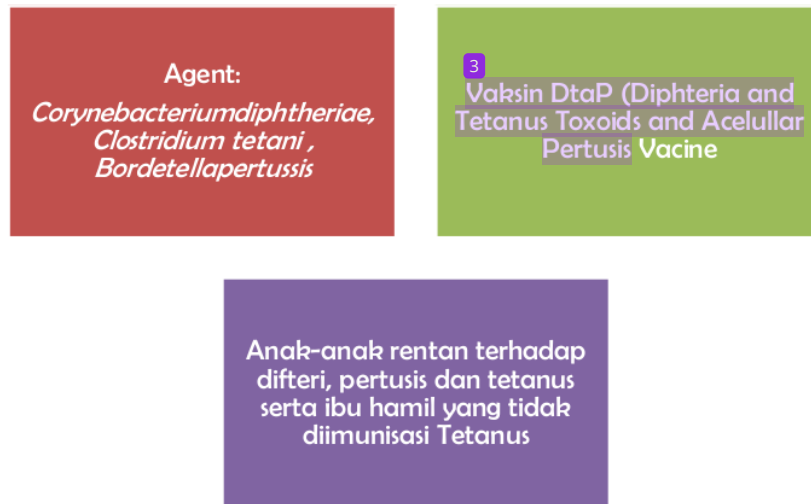 Agent:
Corynebacteriumdiphtheriae,
Clostridium tetani ,
Bordetellapertussis
3
Vaksin DtaP (Diphteria and
Tetanus Toxoids and Acelullar
Pertusis Vacine
Anak-anak rentan terhadap
difteri, pertusis dan tetanus
serta ibu hamil yang tidak
diimunisasi Tetanus